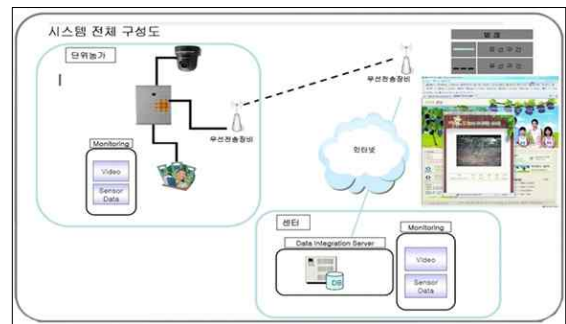 시스템 전체 구성도
범 례
유 선 구 간
무 선 구 간
단위농가
무선전송장비
무선전송장비
Monitoring
Video
Sensor
Data
인터넷
센터
Data Integration Server
DB
Monitoring
Video
Sensor
Data